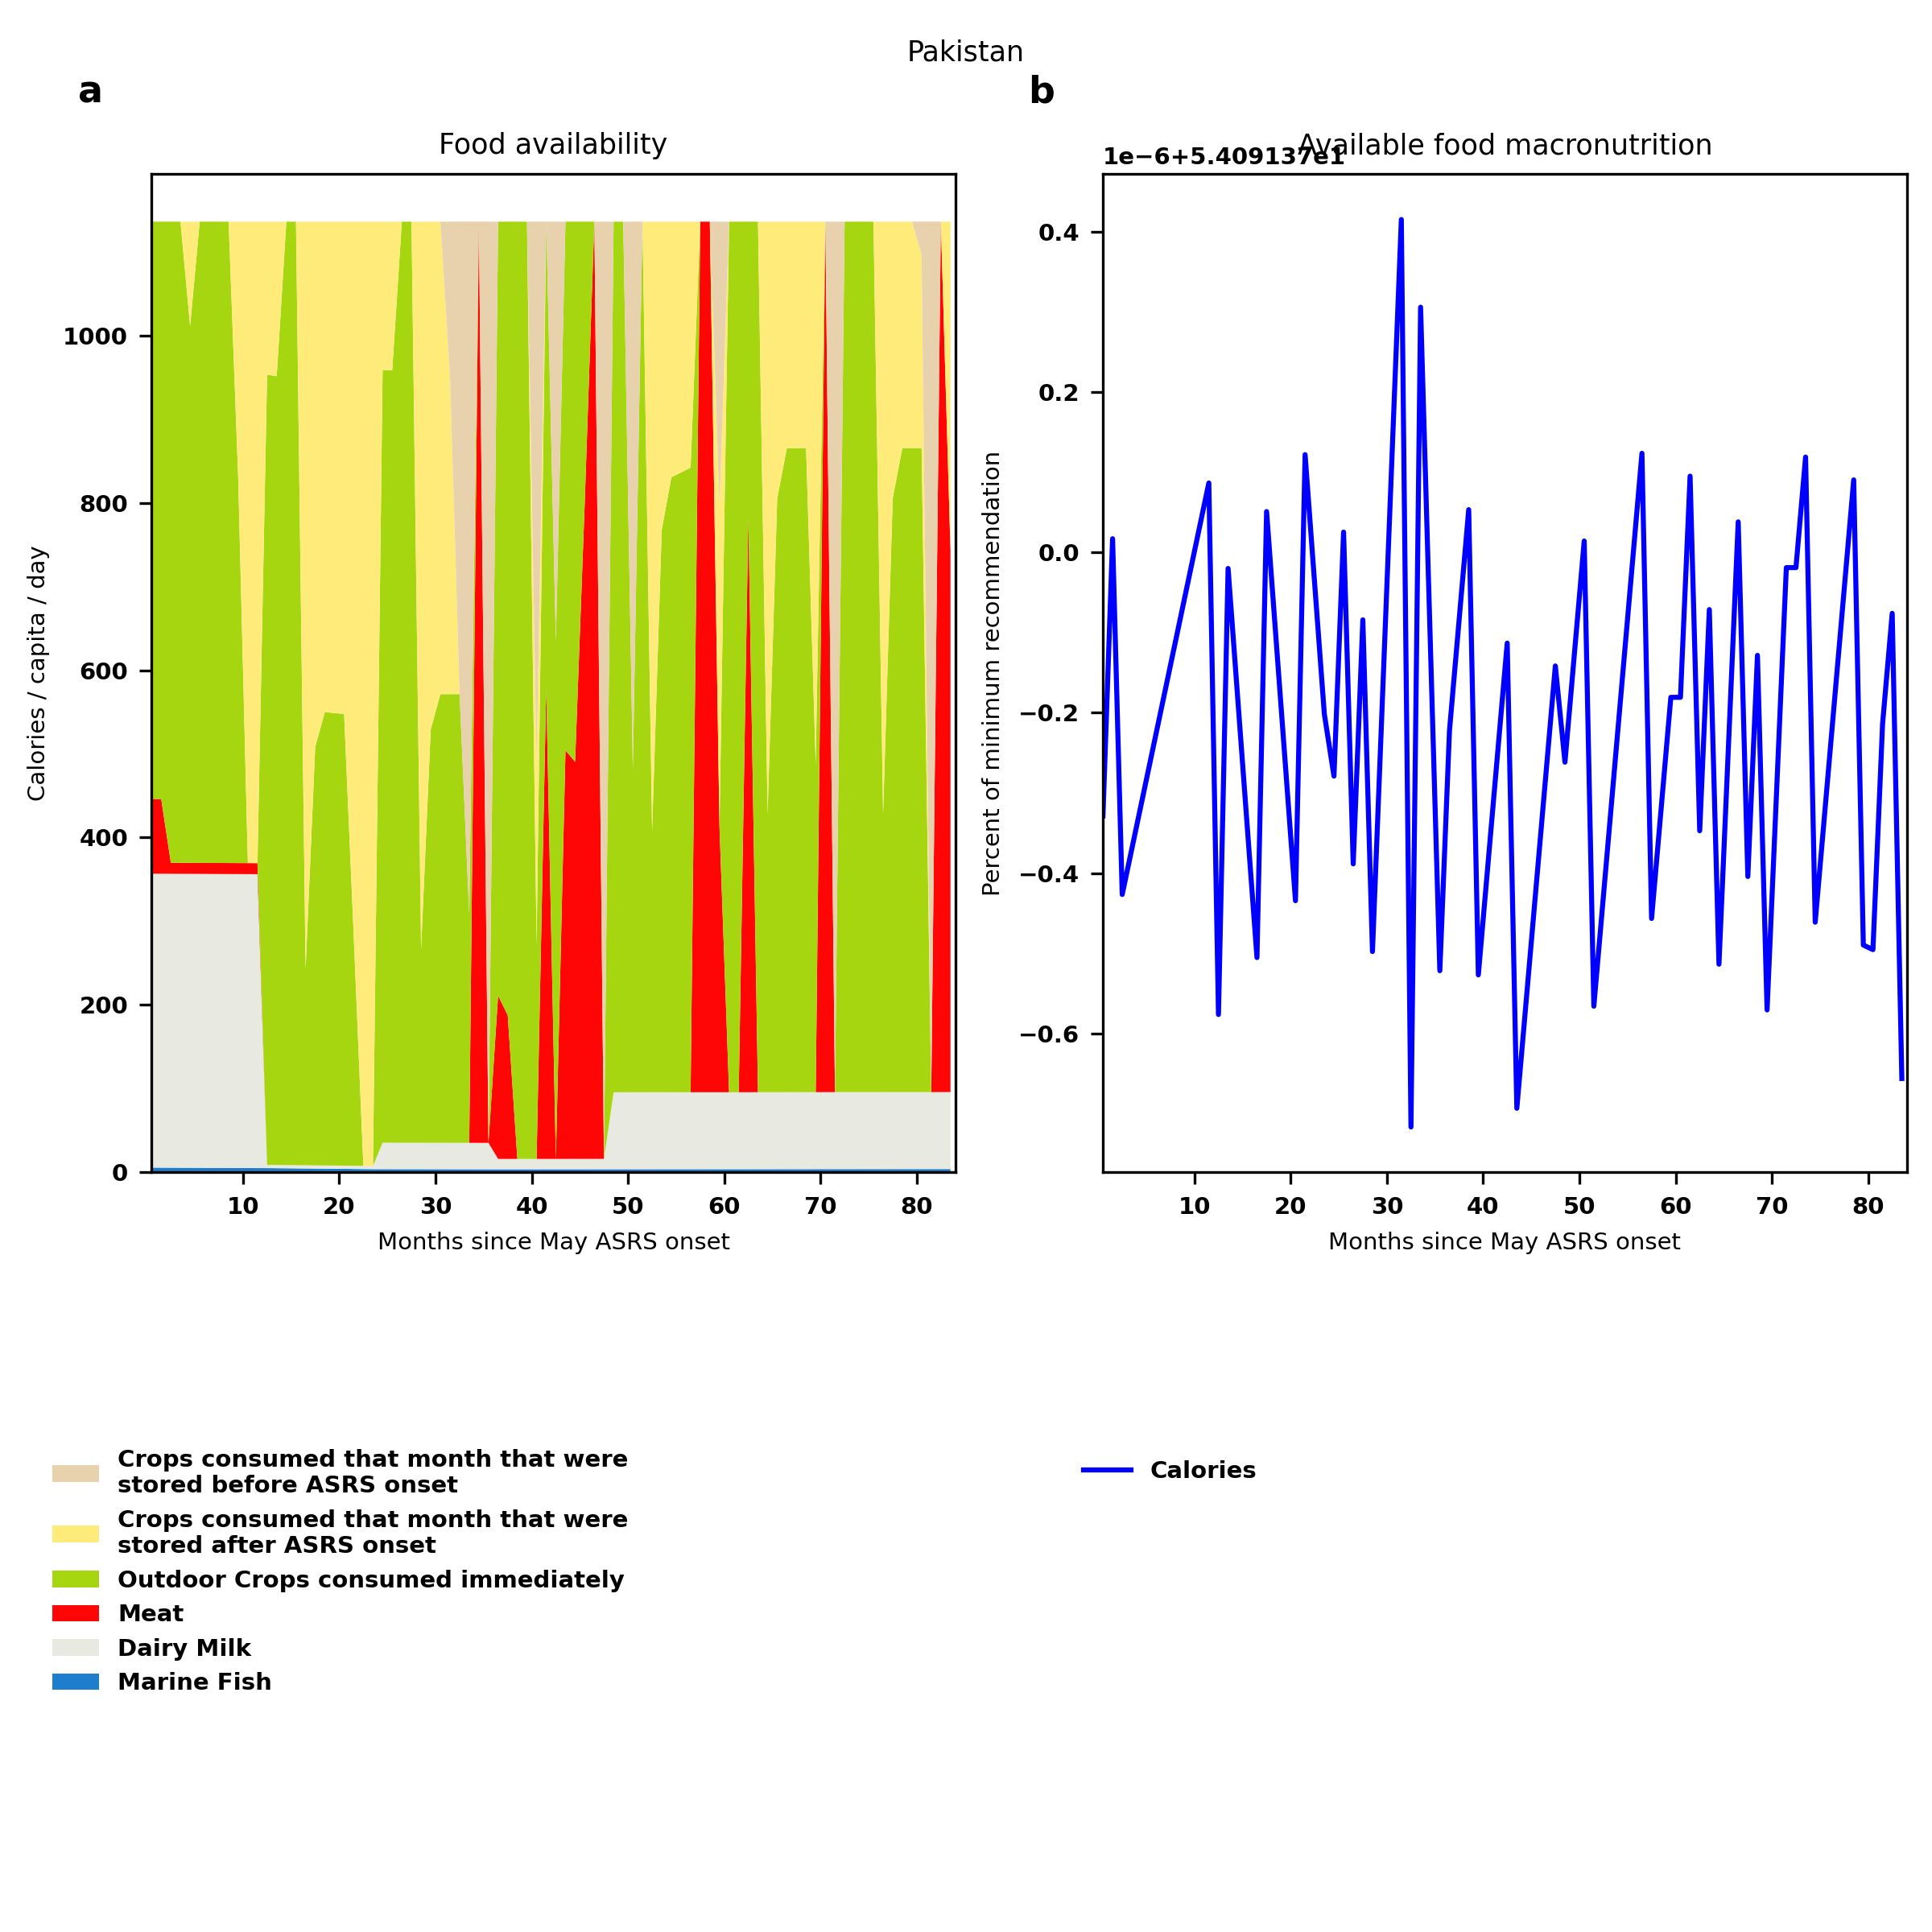 Pakistan
a
b
Food availability
Available food macronutrition
1e−6+5.409137e1
Calories / capita / day
1000
800
600
400
200
0
10 20 30 40 50 60 70 80
Months since May ASRS onset
Percent of minimum recommendation
0.4
0.2
0.0
−0.2
−0.4
−0.6
10 20 30 40 50 60 70 80
Months since May ASRS onset
Crops consumed that month that were
stored before ASRS onset
Crops consumed that month that were
stored after ASRS onset
Outdoor Crops consumed immediately
Meat
Dairy Milk
Marine Fish
Calories